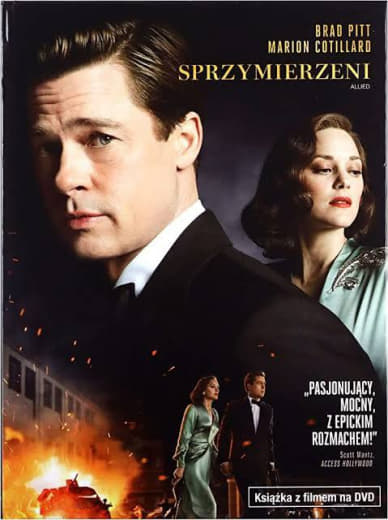 BRAD PITT
MARION COTILLARD
SPRZYMIERZENI
ALLIED
„PASJONUJĄCY,
MOCNY,
Z EPICKIM
ROZMACHEM!"
Scott Mantz,
ACCESS HOLLYWOOD
Książka z filmem na DVD